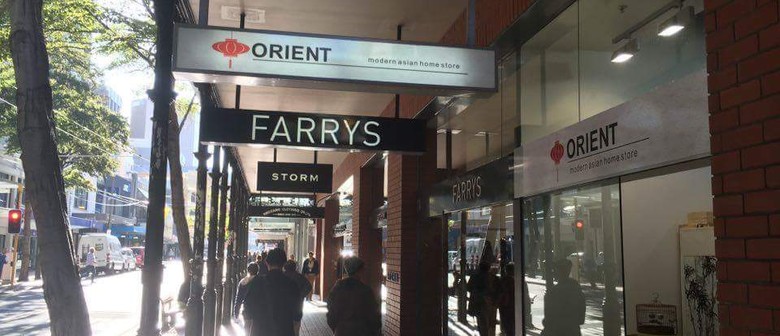 ORIENT
modern asian home store
FARRYS
STORM
FARRYS
ORIENT
modern asian home store